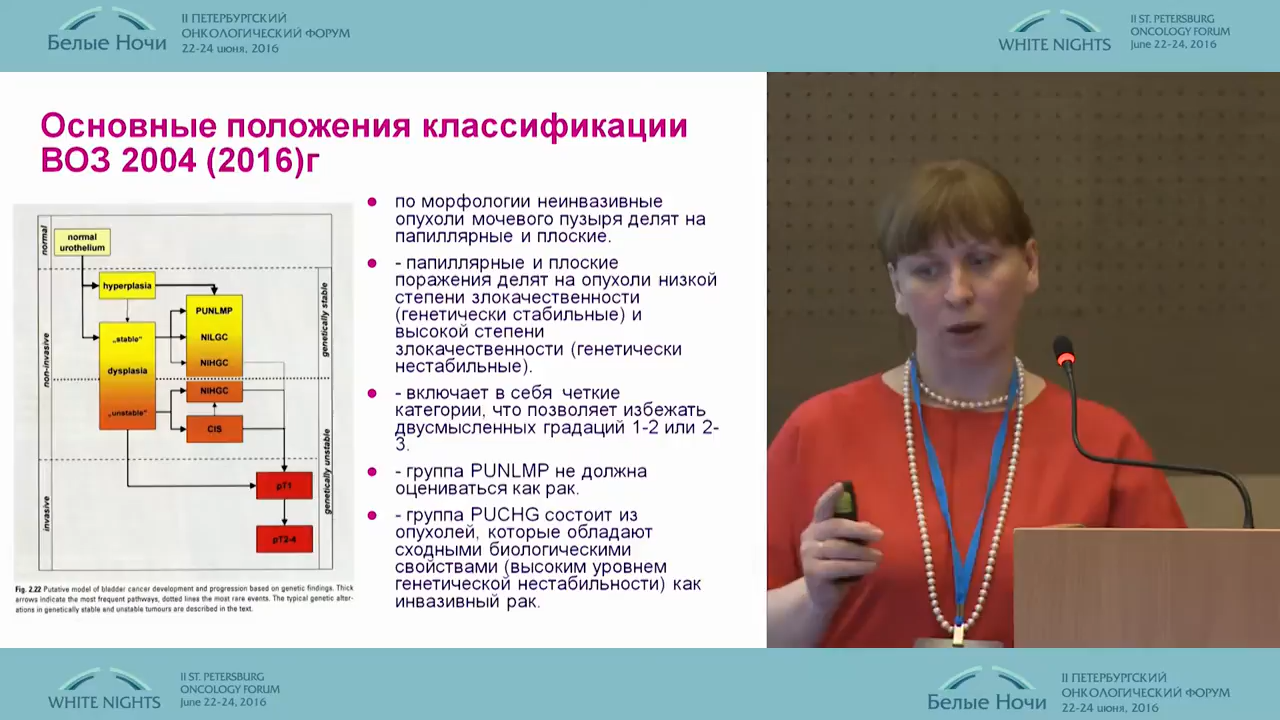 Белые Ночи
II ПЕТЕРБУРГСКИЙ
ОНКОЛОГИЧЕСКИЙ ФОРУМ
22-24 июня, 2016
WHITE NIGHTS
II ST. PETERSBURG
ONCOLOGY FORUM
June 22-24, 2016
Основные положения классификации
ВОЗ 2004 (2016)г
normal
normal
urothelium
hyperplasia
PUNLMP
NILGC
NIHGC
„stable“
dysplasia
„unstable“
NIHGC
CIS
pT1
pT2-4
non-invasive
invasive
genetically stable
genetically unstable
Fig. 2.22 Putative model of bladder cancer development and progression based on genetic findings. Thick
arrows indicate the most frequent pathways, dotted lines the most rare events. The typical genetic alter-
ations in genetically stable and unstable tumours are described in the text.
● по морфологии неинвазивные
опухоли мочевого пузыря делят на
папиллярные и плоские.
● - папиллярные и плоские
поражения делят на опухоли низкой
степени злокачественности
(генетически стабильные) и
высокой степени
злокачественности (генетически
нестабильные).
● - включает в себя четкие
категории, что позволяет избежать
двусмысленных градаций 1-2 или 2-
3.
● - группа PUNLMP не должна
оцениваться как рак.
● - группа PUCHG состоит из
опухолей, которые обладают
сходными биологическими
свойствами (высоким уровнем
генетической нестабильности) как
инвазивный рак.
WHITE NIGHTS
II ST. PETERSBURG
ONCOLOGY FORUM
June 22-24, 2016
Белые Ночи
II ПЕТЕРБУРГСКИЙ
ОНКОЛОГИЧЕСКИЙ ФОРУМ
22-24 июня, 2016